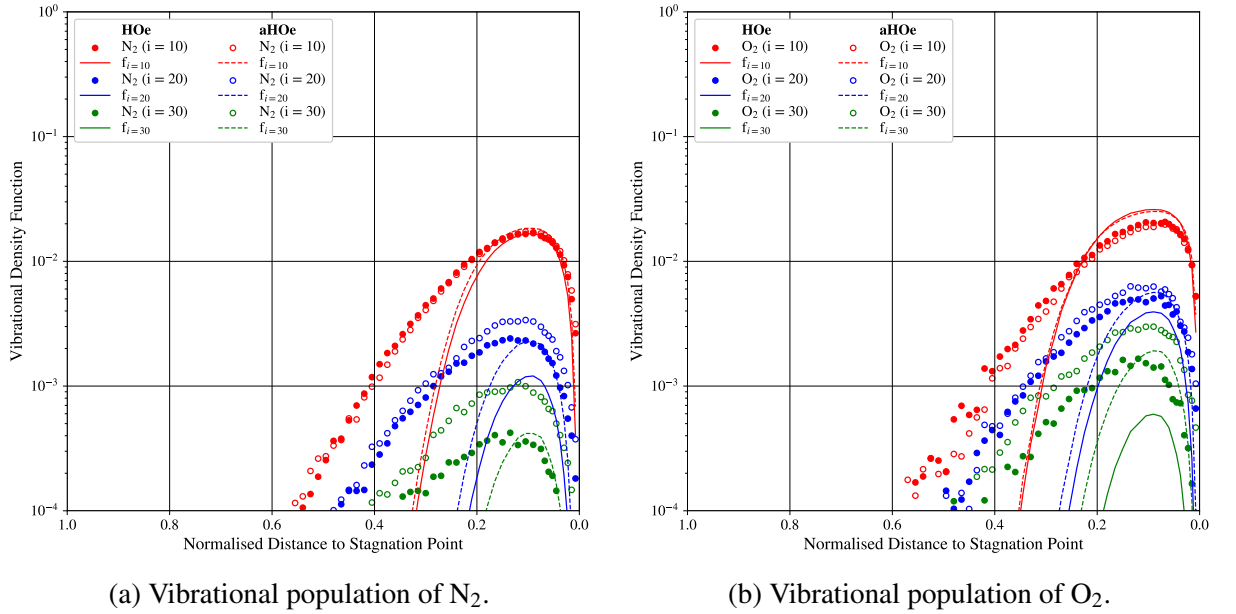 HOe aHOe
N₂ (i = 10) N₂ (i = 10)
fᵢ₌₁₀ fᵢ₌₁₀
N₂ (i = 20) N₂ (i = 20)
fᵢ₌₂₀ fᵢ₌₂₀
N₂ (i = 30) N₂ (i = 30)
fᵢ₌₃₀ fᵢ₌₃₀
Vibrational Density Function
10⁰
10⁻¹
10⁻²
10⁻³
10⁻⁴
1.0 0.8 0.6 0.4 0.2 0.0
Normalised Distance to Stagnation Point
(a) Vibrational population of N₂.
HOe aHOe
O₂ (i = 10) O₂ (i = 10)
fᵢ₌₁₀ fᵢ₌₁₀
O₂ (i = 20) O₂ (i = 20)
fᵢ₌₂₀ fᵢ₌₂₀
O₂ (i = 30) O₂ (i = 30)
fᵢ₌₃₀ fᵢ₌₃₀
Vibrational Density Function
10⁰
10⁻¹
10⁻²
10⁻³
10⁻⁴
1.0 0.8 0.6 0.4 0.2 0.0
Normalised Distance to Stagnation Point
(b) Vibrational population of O₂.